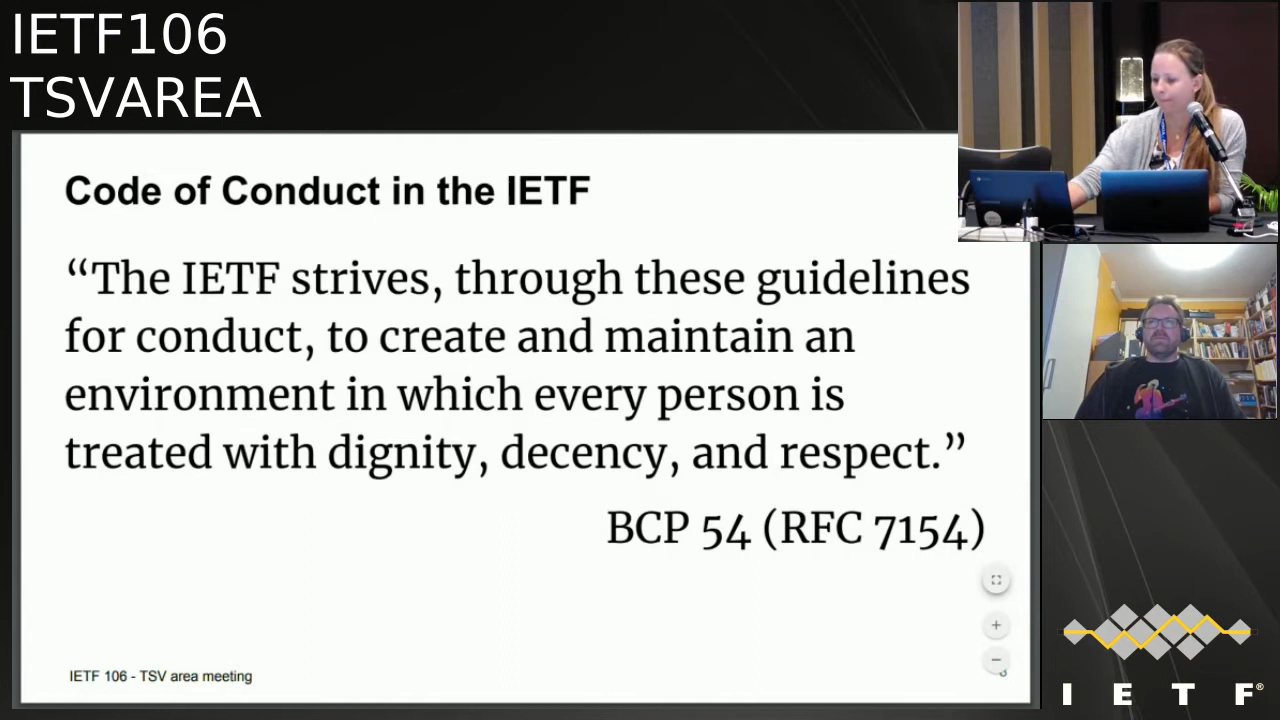 IETF106
TSVAREA
Code of Conduct in the IETF
“The IETF strives, through these guidelines
for conduct, to create and maintain an
environment in which every person is
treated with dignity, decency, and respect.”
BCP 54 (RFC 7154)
IETF 106 - TSV area meeting
I E T F®